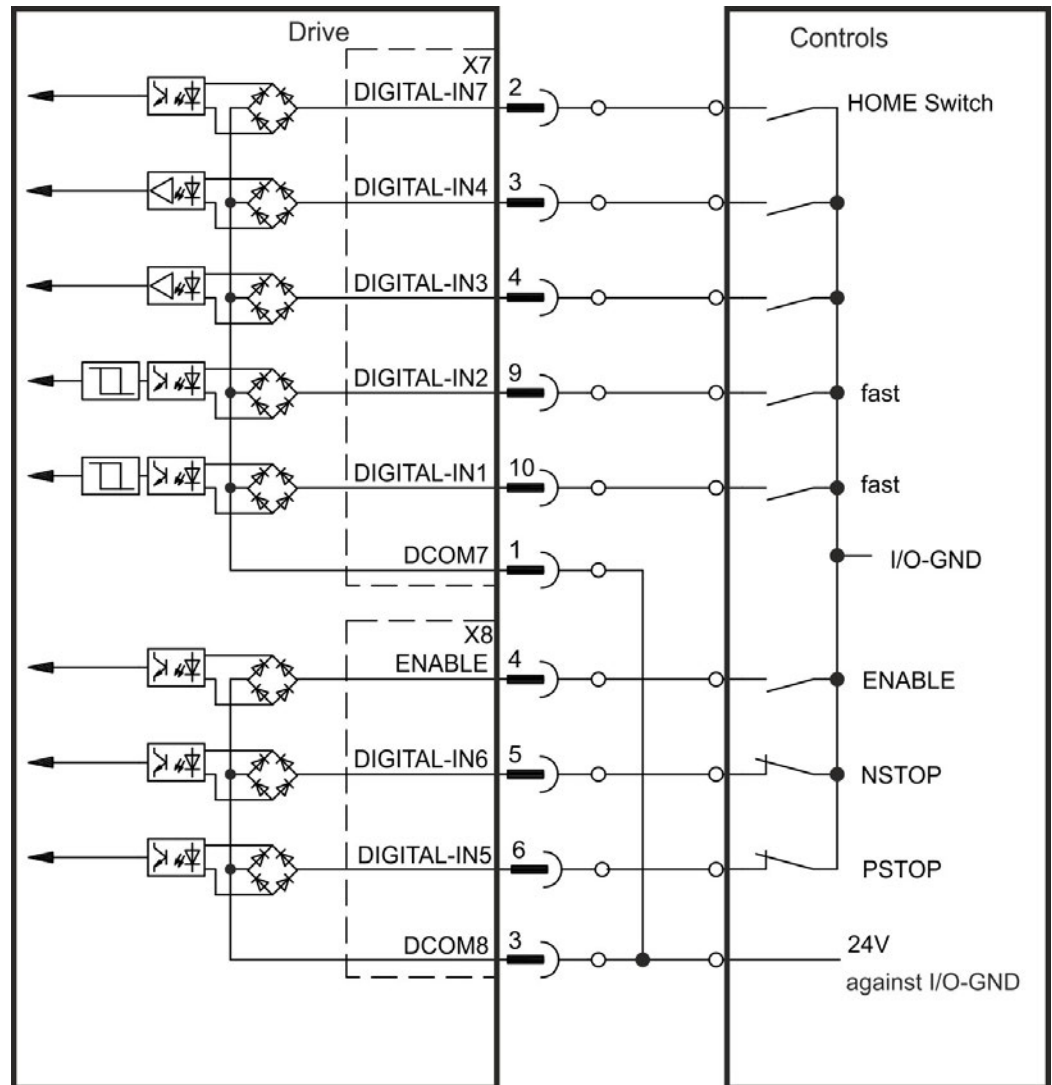 Drive
Controls
X7
DIGITAL-IN7
2
HOME Switch
DIGITAL-IN4
3
DIGITAL-IN3
4
DIGITAL-IN2
9
fast
DIGITAL-IN1
10
fast
I/O-GND
DCOM7
1
X8
ENABLE
4
ENABLE
DIGITAL-IN6
5
NSTOP
DIGITAL-IN5
6
PSTOP
DCOM8
3
24V
against I/O-GND